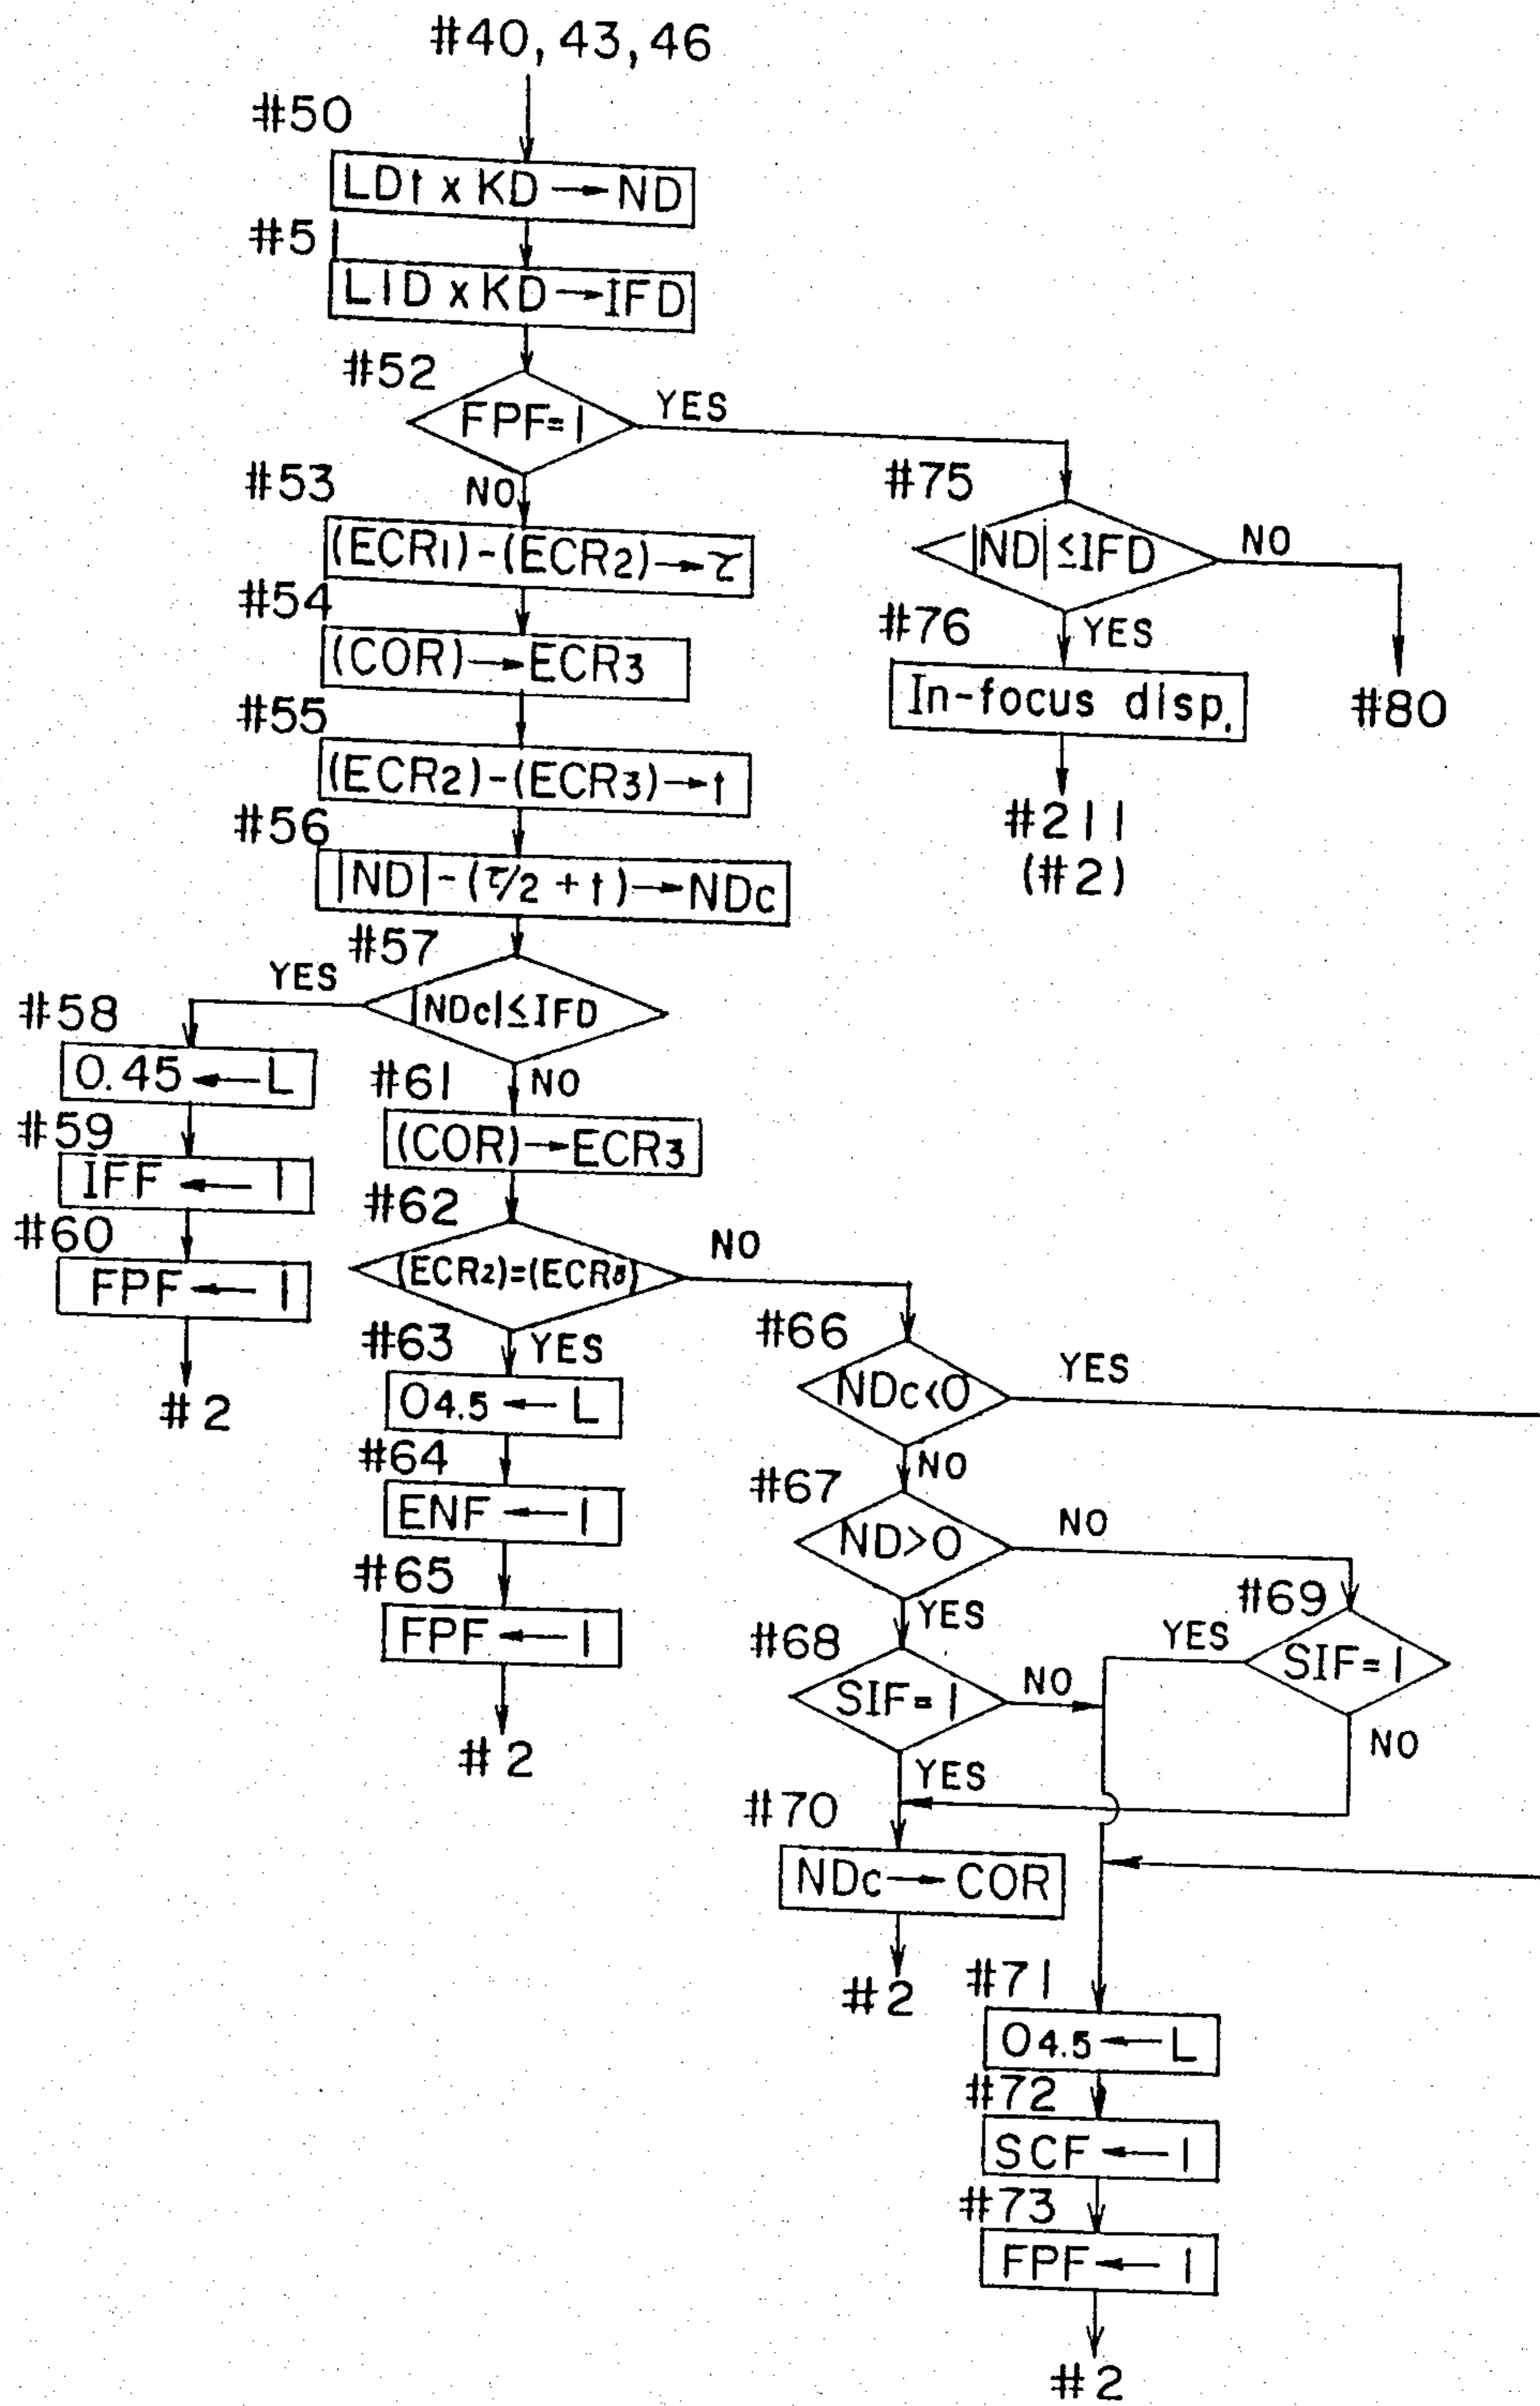 #40, 43, 46
#50
LDt x KD → ND
#51
LID x KD → IFD
#52
FPF=1
YES
NO
#53
(ECR1)-(ECR2)→τ
#54
(COR)→ECR3
#55
(ECR2)-(ECR3)→t
#56
|ND|-(τ/2 + t)→NDc
#57
|NDc|≤IFD
YES
NO
#58
0.45 ← L
#59
IFF ← 1
#60
FPF ← 1
#2
#61
(COR)→ECR3
#62
(ECR2)=(ECR8)
NO
YES
#63
O4.5 ← L
#64
ENF ← 1
#65
FPF ← 1
#2
#66
NDc<0
YES
NO
#67
ND>0
NO
YES
#68
SIF=1
NO
YES
#69
SIF=1
YES
NO
#70
NDc→COR
#2
#71
O4.5 ← L
#72
SCF ← 1
#73
FPF ← 1
#2
#75
|ND|≤IFD
NO
YES
#76
In-focus disp.
#80
#211
(#2)